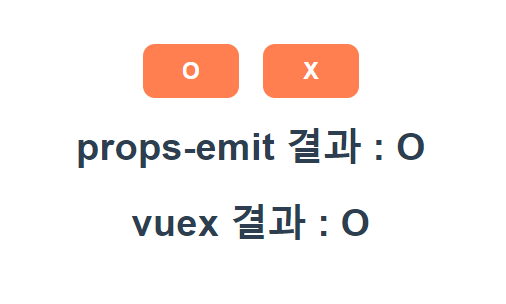 O X
props-emit 결과 : O
vuex 결과 : O